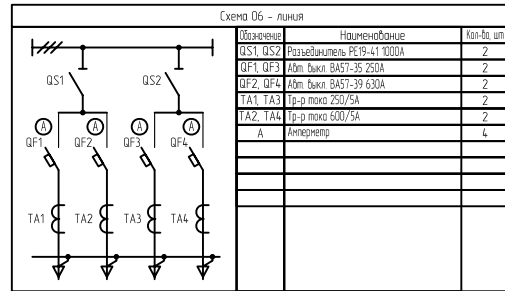 Схема 06 - линия
Обозначение Наименование Кол-во, шт
QS1, QS2 Разъединитель РЕ19-41 1000А 2
QF1, QF3 Авт. выкл. ВА57-35 250А 2
QF2, QF4 Авт. выкл. ВА57-39 630А 2
TA1, TA3 Тр-р тока 250/5А 2
TA2, TA4 Тр-р тока 600/5А 2
A Амперметр 4
QS1 QS2
A A A A
QF1 QF2 QF3 QF4
TA1 TA2 TA3 TA4